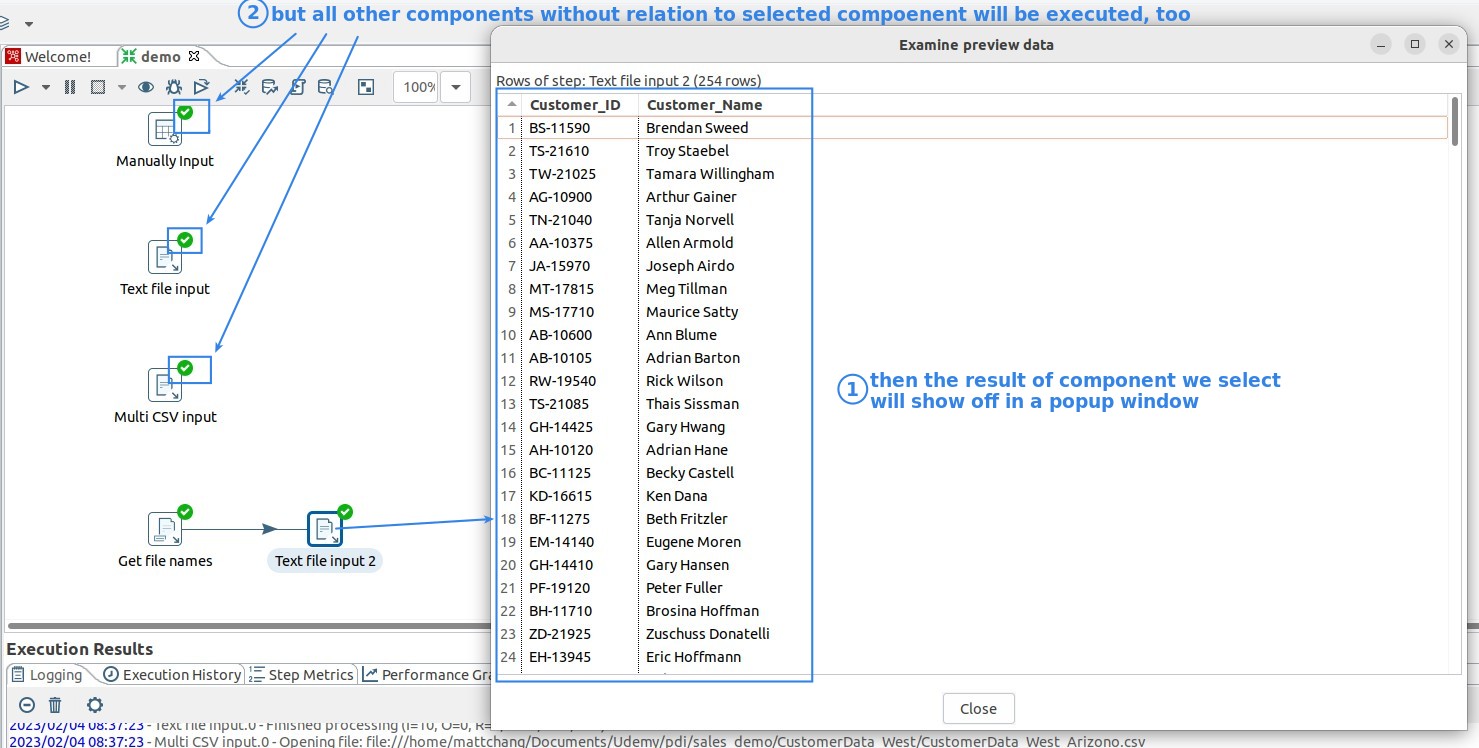 ② but all other components without relation to selected compoenent will be executed, too
Welcome!
demo
100%
Manually Input
Text file input
Multi CSV input
Get file names
Text file input 2
Examine preview data
Rows of step: Text file input 2 (254 rows)
Customer_ID Customer_Name
1 BS-11590 Brendan Sweed
2 TS-21610 Troy Staebel
3 TW-21025 Tamara Willingham
4 AG-10900 Arthur Gainer
5 TN-21040 Tanja Norvell
6 AA-10375 Allen Armold
7 JA-15970 Joseph Airdo
8 MT-17815 Meg Tillman
9 MS-17710 Maurice Satty
10 AB-10600 Ann Blume
11 AB-10105 Adrian Barton
12 RW-19540 Rick Wilson
13 TS-21085 Thais Sissman
14 GH-14425 Gary Hwang
15 AH-10120 Adrian Hane
16 BC-11125 Becky Castell
17 KD-16615 Ken Dana
18 BF-11275 Beth Fritzler
19 EM-14140 Eugene Moren
20 GH-14410 Gary Hansen
21 PF-19120 Peter Fuller
22 BH-11710 Brosina Hoffman
23 ZD-21925 Zuschuss Donatelli
24 EH-13945 Eric Hoffmann
① then the result of component we select
will show off in a popup window
Close
Execution Results
Logging Execution History Step Metrics Performance Gra
2023/02/04 08:37:23 - Text file input.0 - Finished processing (I=10, O=0, R=
2023/02/04 08:37:23 - Multi CSV input.0 - Opening file: file:///home/mattchang/Documents/Udemy/pdi/sales_demo/CustomerData_West/CustomerData_West_Arizono.csv